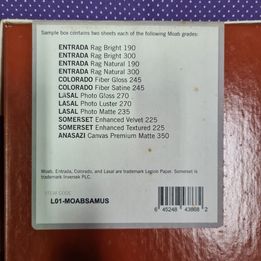 Sample box contains two sheets each of the following Moab grades:
ENTRADA Rag Bright 190
ENTRADA Rag Bright 300
ENTRADA Rag Natural 190
ENTRADA Rag Natural 300
COLORADO Fiber Gloss 245
COLORADO Fiber Satine 245
LASAL Photo Gloss 270
LASAL Photo Luster 270
LASAL Photo Matte 235
SOMERSET Enhanced Velvet 225
SOMERSET Enhanced Textured 225
ANASAZI Canvas Premium Matte 350
Moab, Entrada, Colorado, and Lasal are trademark Legion Paper. Somerset is
trademark Inveresk PLC.
ITEM CODE
L01-MOABSAMUS
6 45248 43868 2